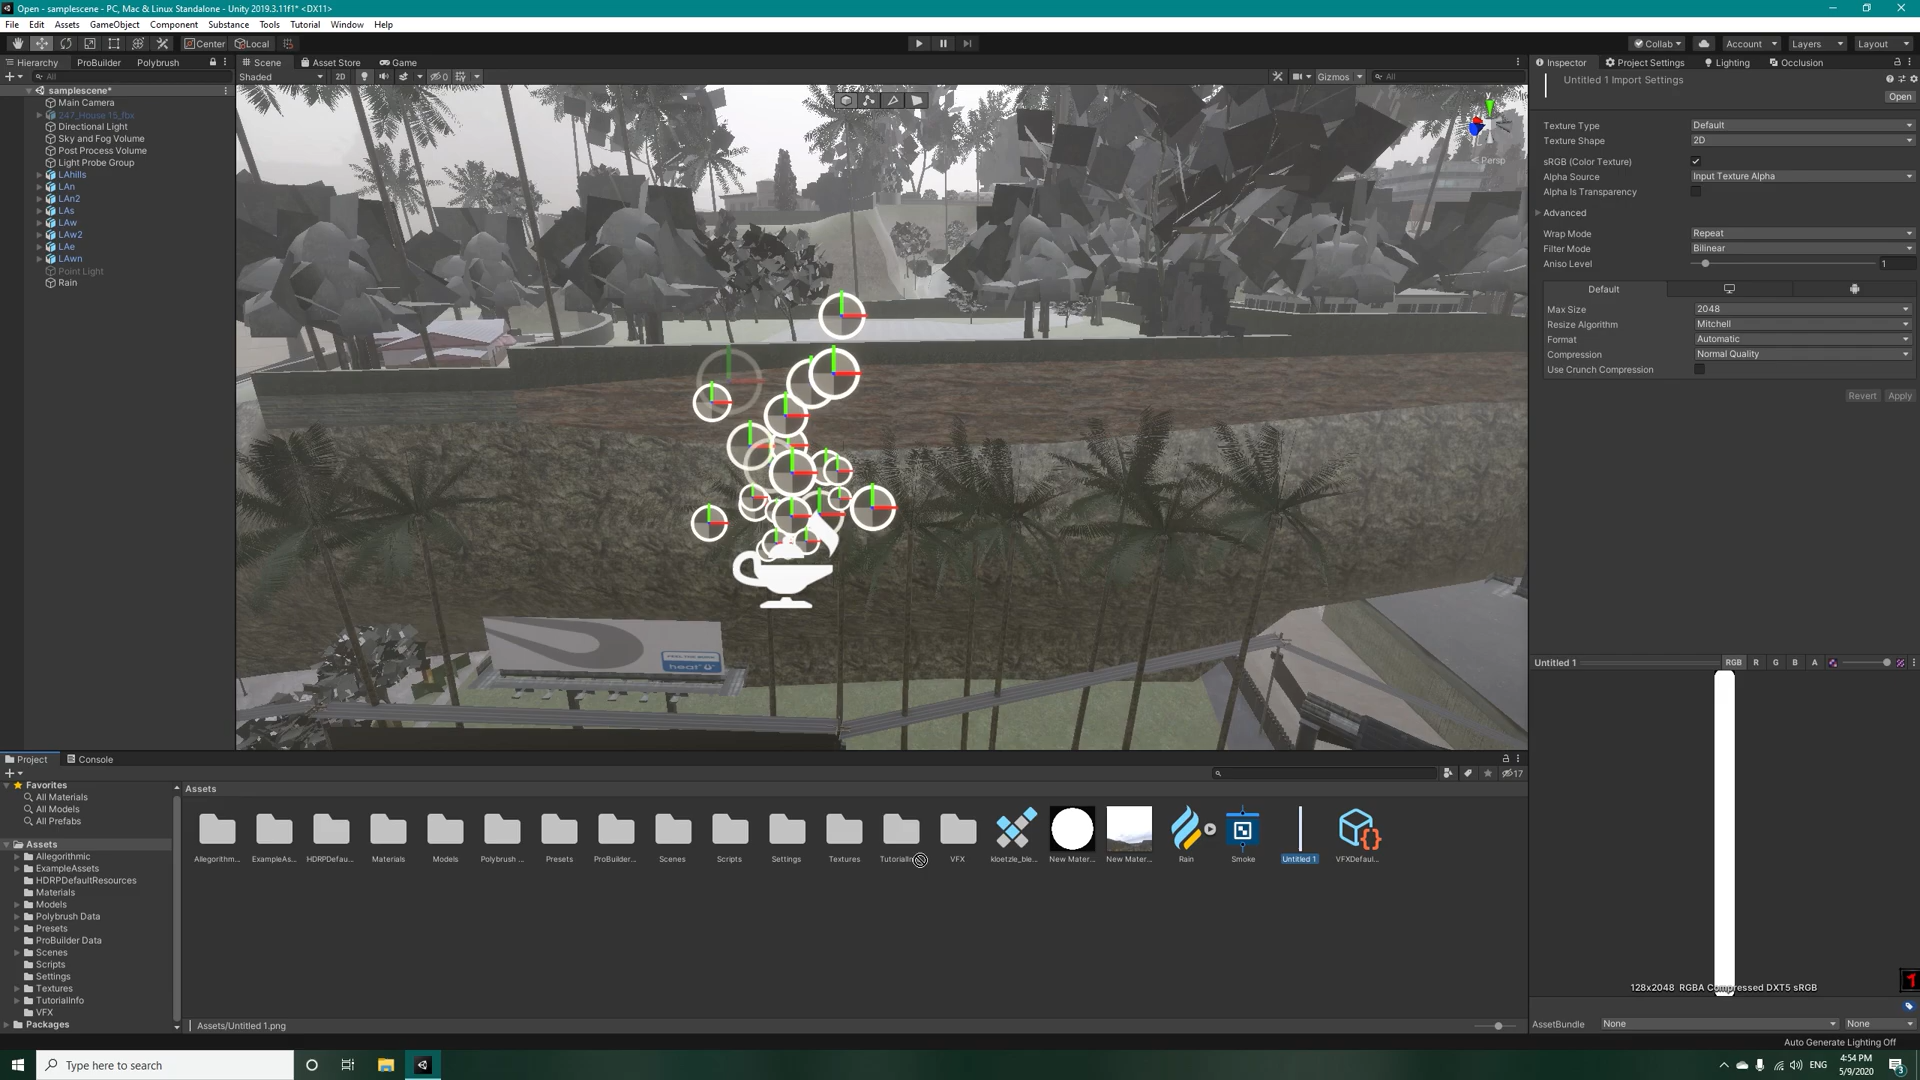 Open - samplescene - PC, Mac & Linux Standalone - Unity 2019.3.11f1* <DX11>
File Edit Assets GameObject Component Substance Tools Tutorial Window Help
Center Local Collab Account Layers Layout
Hierarchy ProBuilder Polybrush
All
samplescene*
Main Camera
247_House 15_fbx
Directional Light
Sky and Fog Volume
Post Process Volume
Light Probe Group
LAhills
LAn
LAn2
LAs
LAw
LAw2
LAe
LAwn
Point Light
Rain
Scene Asset Store Game
Shaded 2D 0 Gizmos All
y
Persp
heat
Inspector Project Settings Lighting Occlusion
Untitled 1 Import Settings
Open
Texture Type Default
Texture Shape 2D
sRGB (Color Texture)
Alpha Source Input Texture Alpha
Alpha Is Transparency
Advanced
Wrap Mode Repeat
Filter Mode Bilinear
Aniso Level 1
Default
Max Size 2048
Resize Algorithm Mitchell
Format Automatic
Compression Normal Quality
Use Crunch Compression
Revert Apply
Untitled 1 RGB R G B A
128x2048 RGBA Compressed DXT5 sRGB
1
AssetBundle None None
Auto Generate Lighting Off
Project Console
17
Favorites
All Materials
All Models
All Prefabs
Assets
Allegorithmic
ExampleAssets
HDRPDefaultResources
Materials
Models
Polybrush Data
Presets
ProBuilder Data
Scenes
Scripts
Settings
Textures
TutorialInfo
VFX
Packages
Assets
Allegorithm... ExampleAs... HDRPDefau... Materials Models Polybrush ... Presets ProBuilder... Scenes Scripts Settings Textures TutorialIn VFX kloetzle_ble... New Mater... New Mater... Rain Smoke Untitled 1 VFXDefaul...
Assets/Untitled 1.png
Type here to search
ENG
4:54 PM
5/9/2020
3